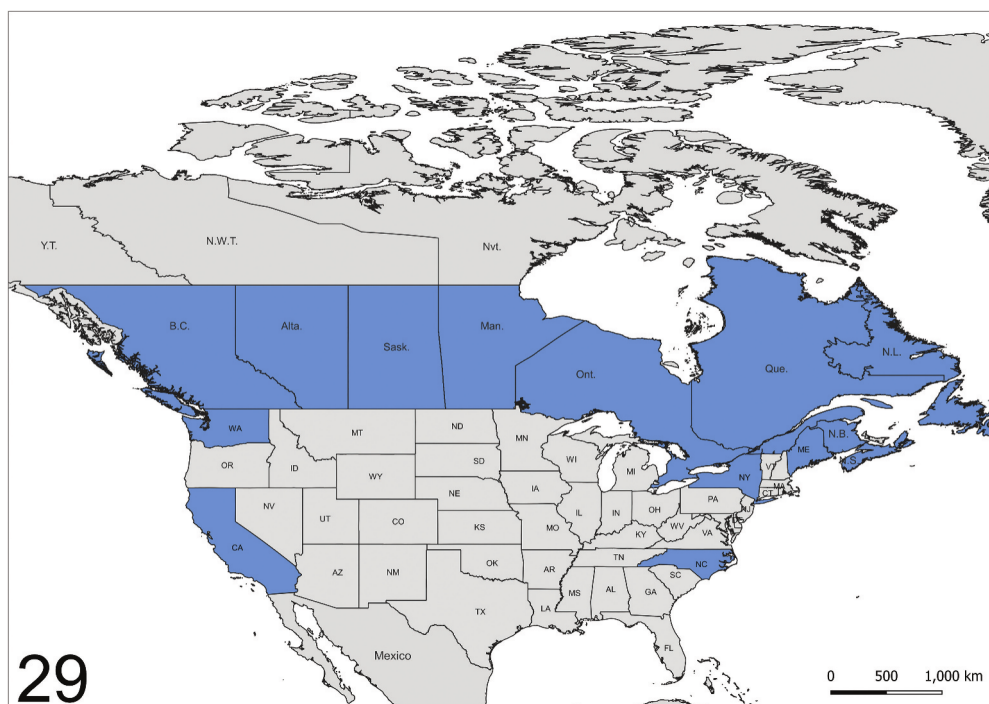 Y.T.
N.W.T.
Nvt.
B.C.
Alta.
Sask.
Man.
Ont.
Que.
N.L.
N.B.
N.S.
WA
MT
ND
MN
ME
OR
ID
WY
SD
WI
MI
NY
VT
MA
CT
NV
UT
CO
NE
IA
IL
IN
OH
PA
NJ
CA
KS
MO
KY
WV
VA
AZ
NM
OK
AR
TN
NC
TX
LA
MS
AL
GA
SC
FL
Mexico
29
0 500 1,000 km